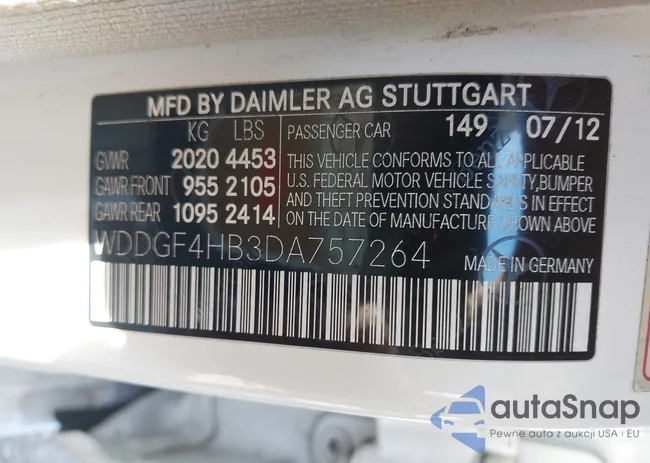 MFD BY DAIMLER AG STUTTGART
KG LBS
GVWR 2020 4453
GAWR FRONT 955 2105
GAWR REAR 1095 2414
PASSENGER CAR 149 07/12
THIS VEHICLE CONFORMS TO ALL APPLICABLE
U.S. FEDERAL MOTOR VEHICLE SAFETY,BUMPER
AND THEFT PREVENTION STANDARDS IN EFFECT
ON THE DATE OF MANUFACTURE SHOWN ABOVE
WDDGF4HB3DA757264
MADE IN GERMANY
autaSnap
Pewne auta z aukcji USA i EU